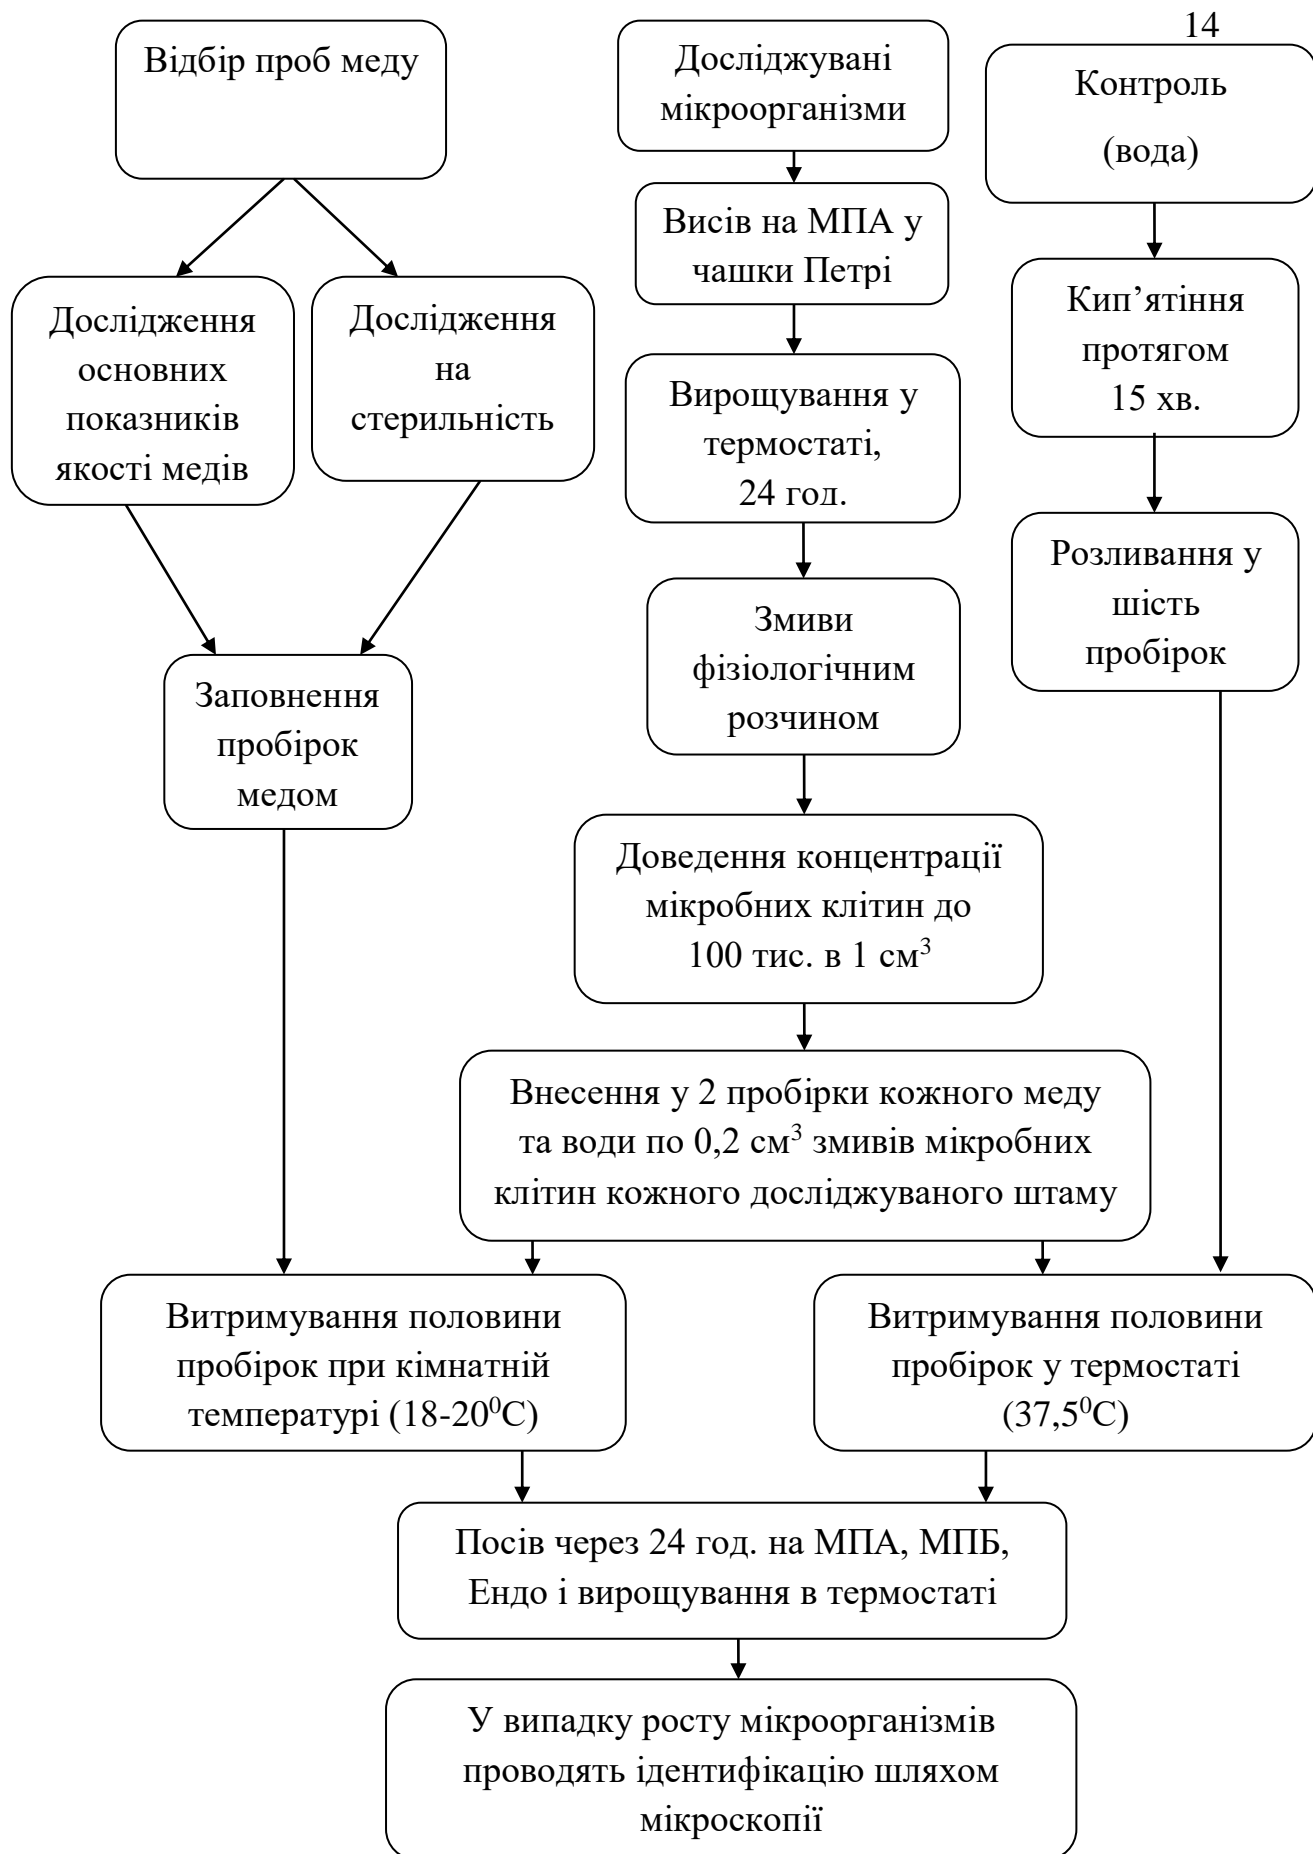 14
Відбір проб меду
Досліджувані
мікроорганізми
Контроль
(вода)
Висів на МПА у
чашки Петрі
Дослідження
основних
показників
якості медів
Дослідження
на
стерильність
Вирощування у
термостаті,
24 год.
Кип’ятіння
протягом
15 хв.
Розливання у
шість
пробірок
Змиви
фізіологічним
розчином
Заповнення
пробірок
медом
Доведення концентрації
мікробних клітин до
100 тис. в 1 см³
Внесення у 2 пробірки кожного меду
та води по 0,2 см³ змивів мікробних
клітин кожного досліджуваного штаму
Витримування половини
пробірок при кімнатній
температурі (18-20⁰С)
Витримування половини
пробірок у термостаті
(37,5⁰С)
Посів через 24 год. на МПА, МПБ,
Ендо і вирощування в термостаті
У випадку росту мікроорганізмів
проводять ідентифікацію шляхом
мікроскопії